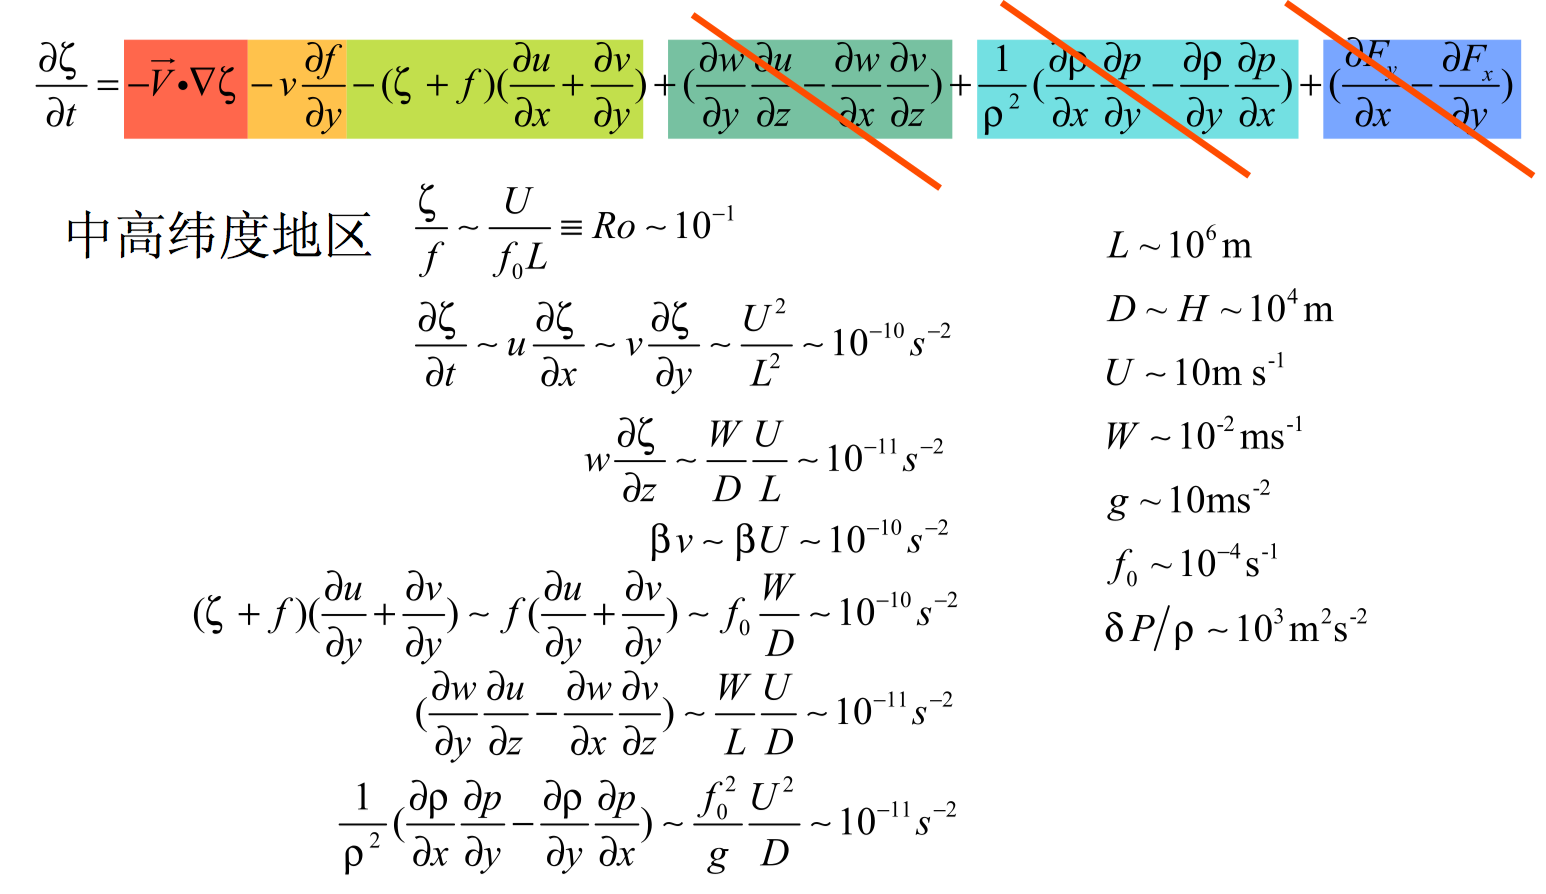 ∂ζ/∂t = −V⃗•∇ζ − v ∂f/∂y − (ζ + f)(∂u/∂x + ∂v/∂y) + (∂w/∂y ∂u/∂z − ∂w/∂x ∂v/∂z) + 1/ρ² (∂ρ/∂x ∂p/∂y − ∂ρ/∂y ∂p/∂x) + (∂F_y/∂x − ∂F_x/∂y)
中高纬度地区 ζ/f ~ U/f₀L ≡ Ro ~ 10⁻¹
∂ζ/∂t ~ u ∂ζ/∂x ~ v ∂ζ/∂y ~ U²/L² ~ 10⁻¹⁰ s⁻²
w ∂ζ/∂z ~ W/D U/L ~ 10⁻¹¹ s⁻²
βv ~ βU ~ 10⁻¹⁰ s⁻²
(ζ + f)(∂u/∂y + ∂v/∂y) ~ f(∂u/∂y + ∂v/∂y) ~ f₀ W/D ~ 10⁻¹⁰ s⁻²
(∂w/∂y ∂u/∂z − ∂w/∂x ∂v/∂z) ~ W/L U/D ~ 10⁻¹¹ s⁻²
1/ρ² (∂ρ/∂x ∂p/∂y − ∂ρ/∂y ∂p/∂x) ~ f₀²/g U²/D ~ 10⁻¹¹ s⁻²
L ~ 10⁶ m
D ~ H ~ 10⁴ m
U ~ 10m s⁻¹
W ~ 10⁻² ms⁻¹
g ~ 10ms⁻²
f₀ ~ 10⁻⁴ s⁻¹
δP/ρ ~ 10³ m²s⁻²